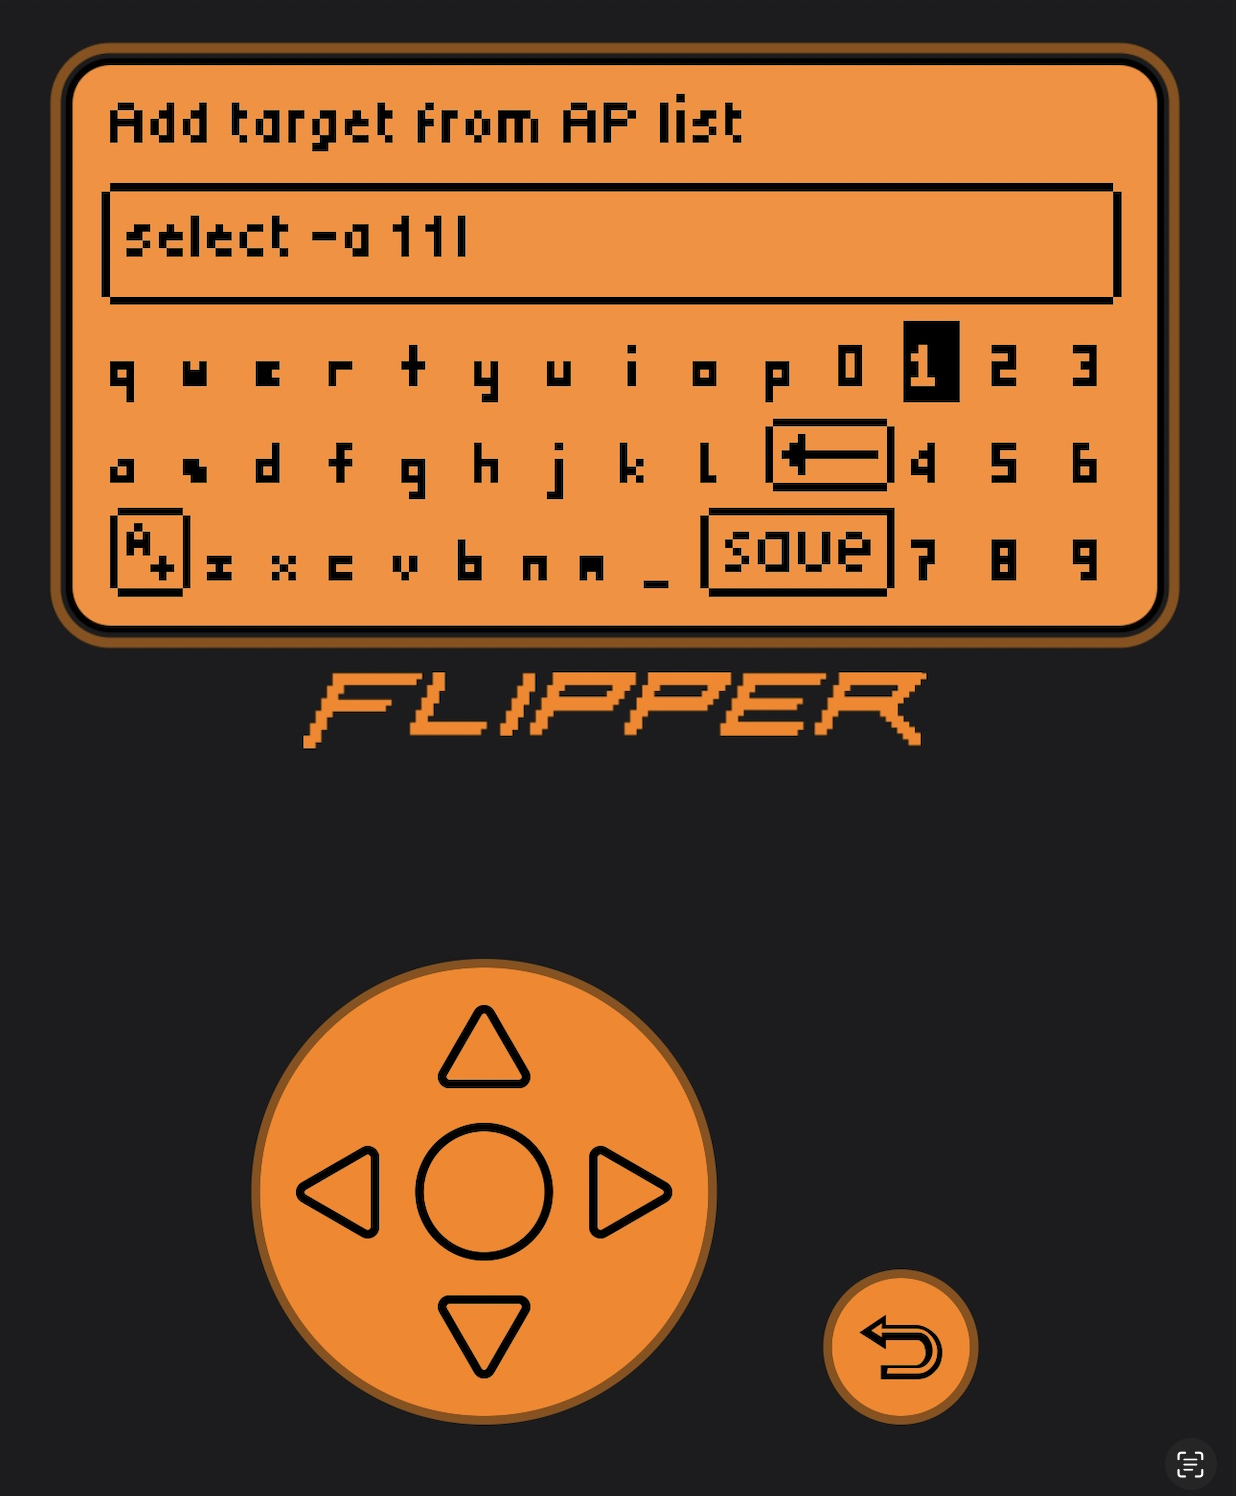 Add target from AP list
select -a 11
q w e r t y u i o p 0 1 2 3
a s d f g h j k l 4 5 6
A+ z x c v b n m _ save 7 8 9
FLIPPER